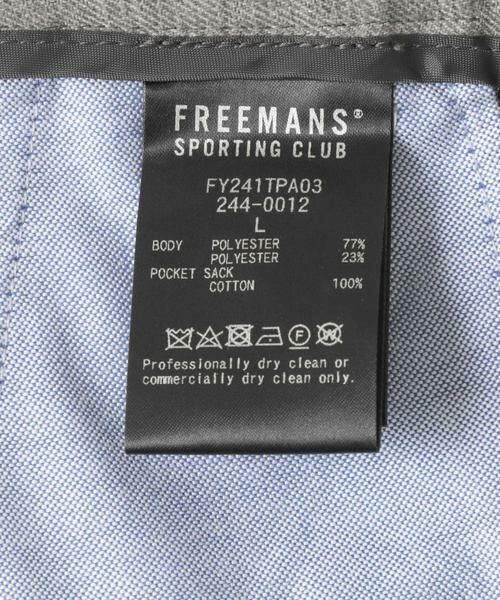 FREEMANS®
SPORTING CLUB
FY241TPA03
244-0012
L
BODY POLYESTER 77%
POLYESTER 23%
POCKET SACK
COTTON 100%
Professionally dry clean or
commercially dry clean only.